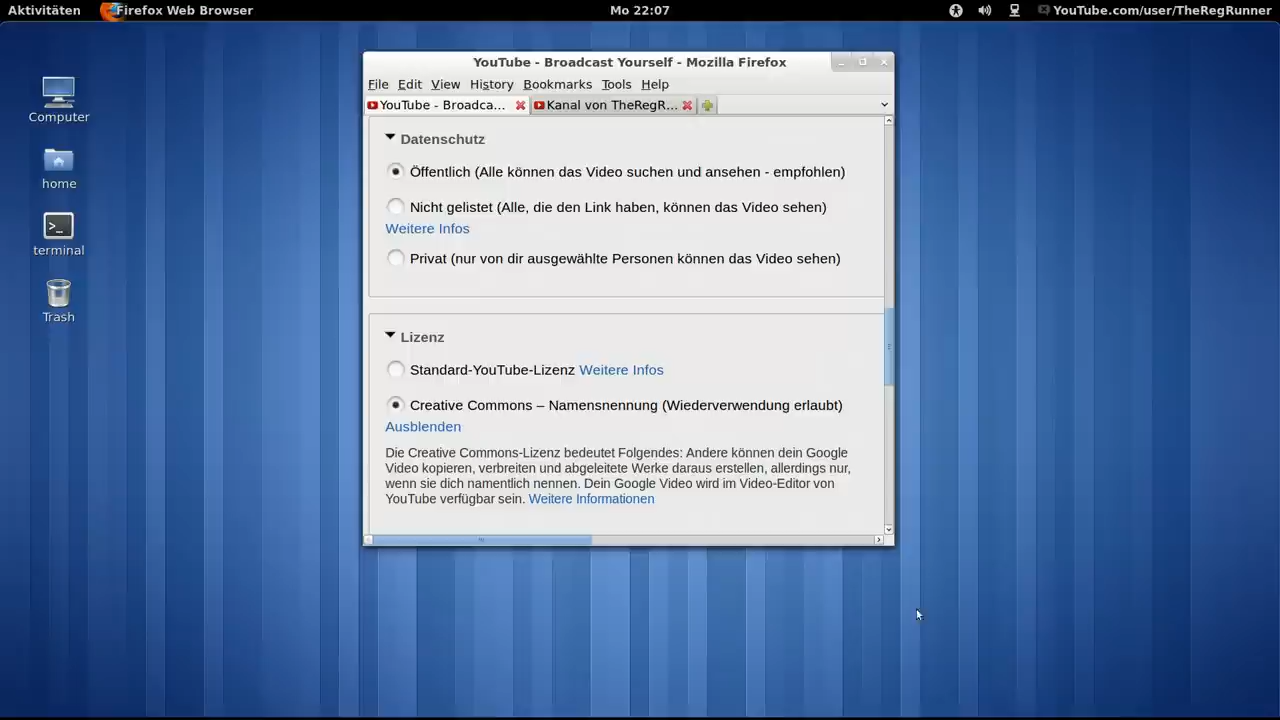 Aktivitäten Firefox Web Browser Mo 22:07 YouTube.com/user/TheRegRunner
Computer
home
terminal
Trash
YouTube - Broadcast Yourself - Mozilla Firefox
File Edit View History Bookmarks Tools Help
YouTube - Broadca... Kanal von TheRegR...
Datenschutz
Öffentlich (Alle können das Video suchen und ansehen - empfohlen)
Nicht gelistet (Alle, die den Link haben, können das Video sehen)
Weitere Infos
Privat (nur von dir ausgewählte Personen können das Video sehen)
Lizenz
Standard-YouTube-Lizenz Weitere Infos
Creative Commons – Namensnennung (Wiederverwendung erlaubt)
Ausblenden
Die Creative Commons-Lizenz bedeutet Folgendes: Andere können dein Google
Video kopieren, verbreiten und abgeleitete Werke daraus erstellen, allerdings nur,
wenn sie dich namentlich nennen. Dein Google Video wird im Video-Editor von
YouTube verfügbar sein. Weitere Informationen